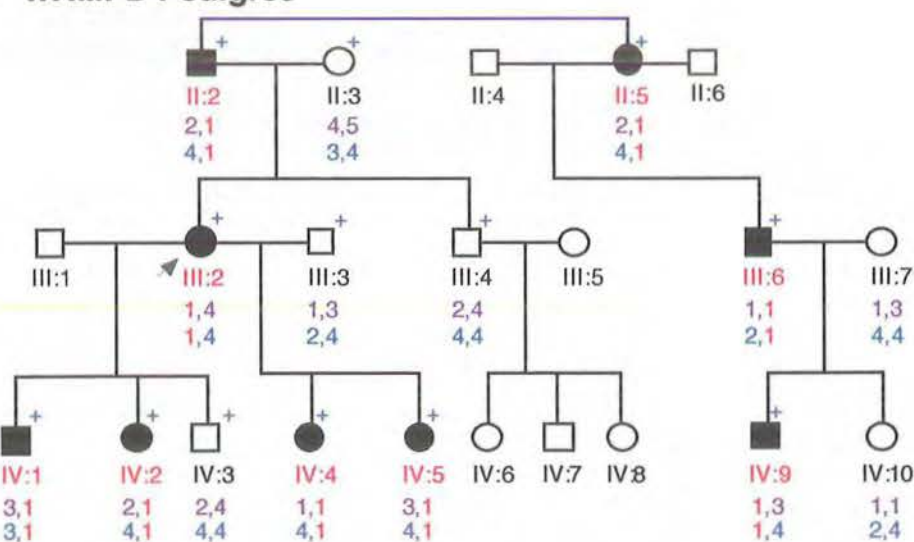 + + +
II:2 II:3 II:4 II:5 II:6
2,1 4,5 2,1
4,1 3,4 4,1
+ + + +
III:1 III:2 III:3 III:4 III:5 III:6 III:7
1,4 1,3 2,4 1,1 1,3
1,4 2,4 4,4 2,1 4,4
+ + + + + +
IV:1 IV:2 IV:3 IV:4 IV:5 IV:6 IV:7 IV:8 IV:9 IV:10
3,1 2,1 2,4 1,1 3,1 1,3 1,1
3,1 4,1 4,4 4,1 4,1 1,4 2,4